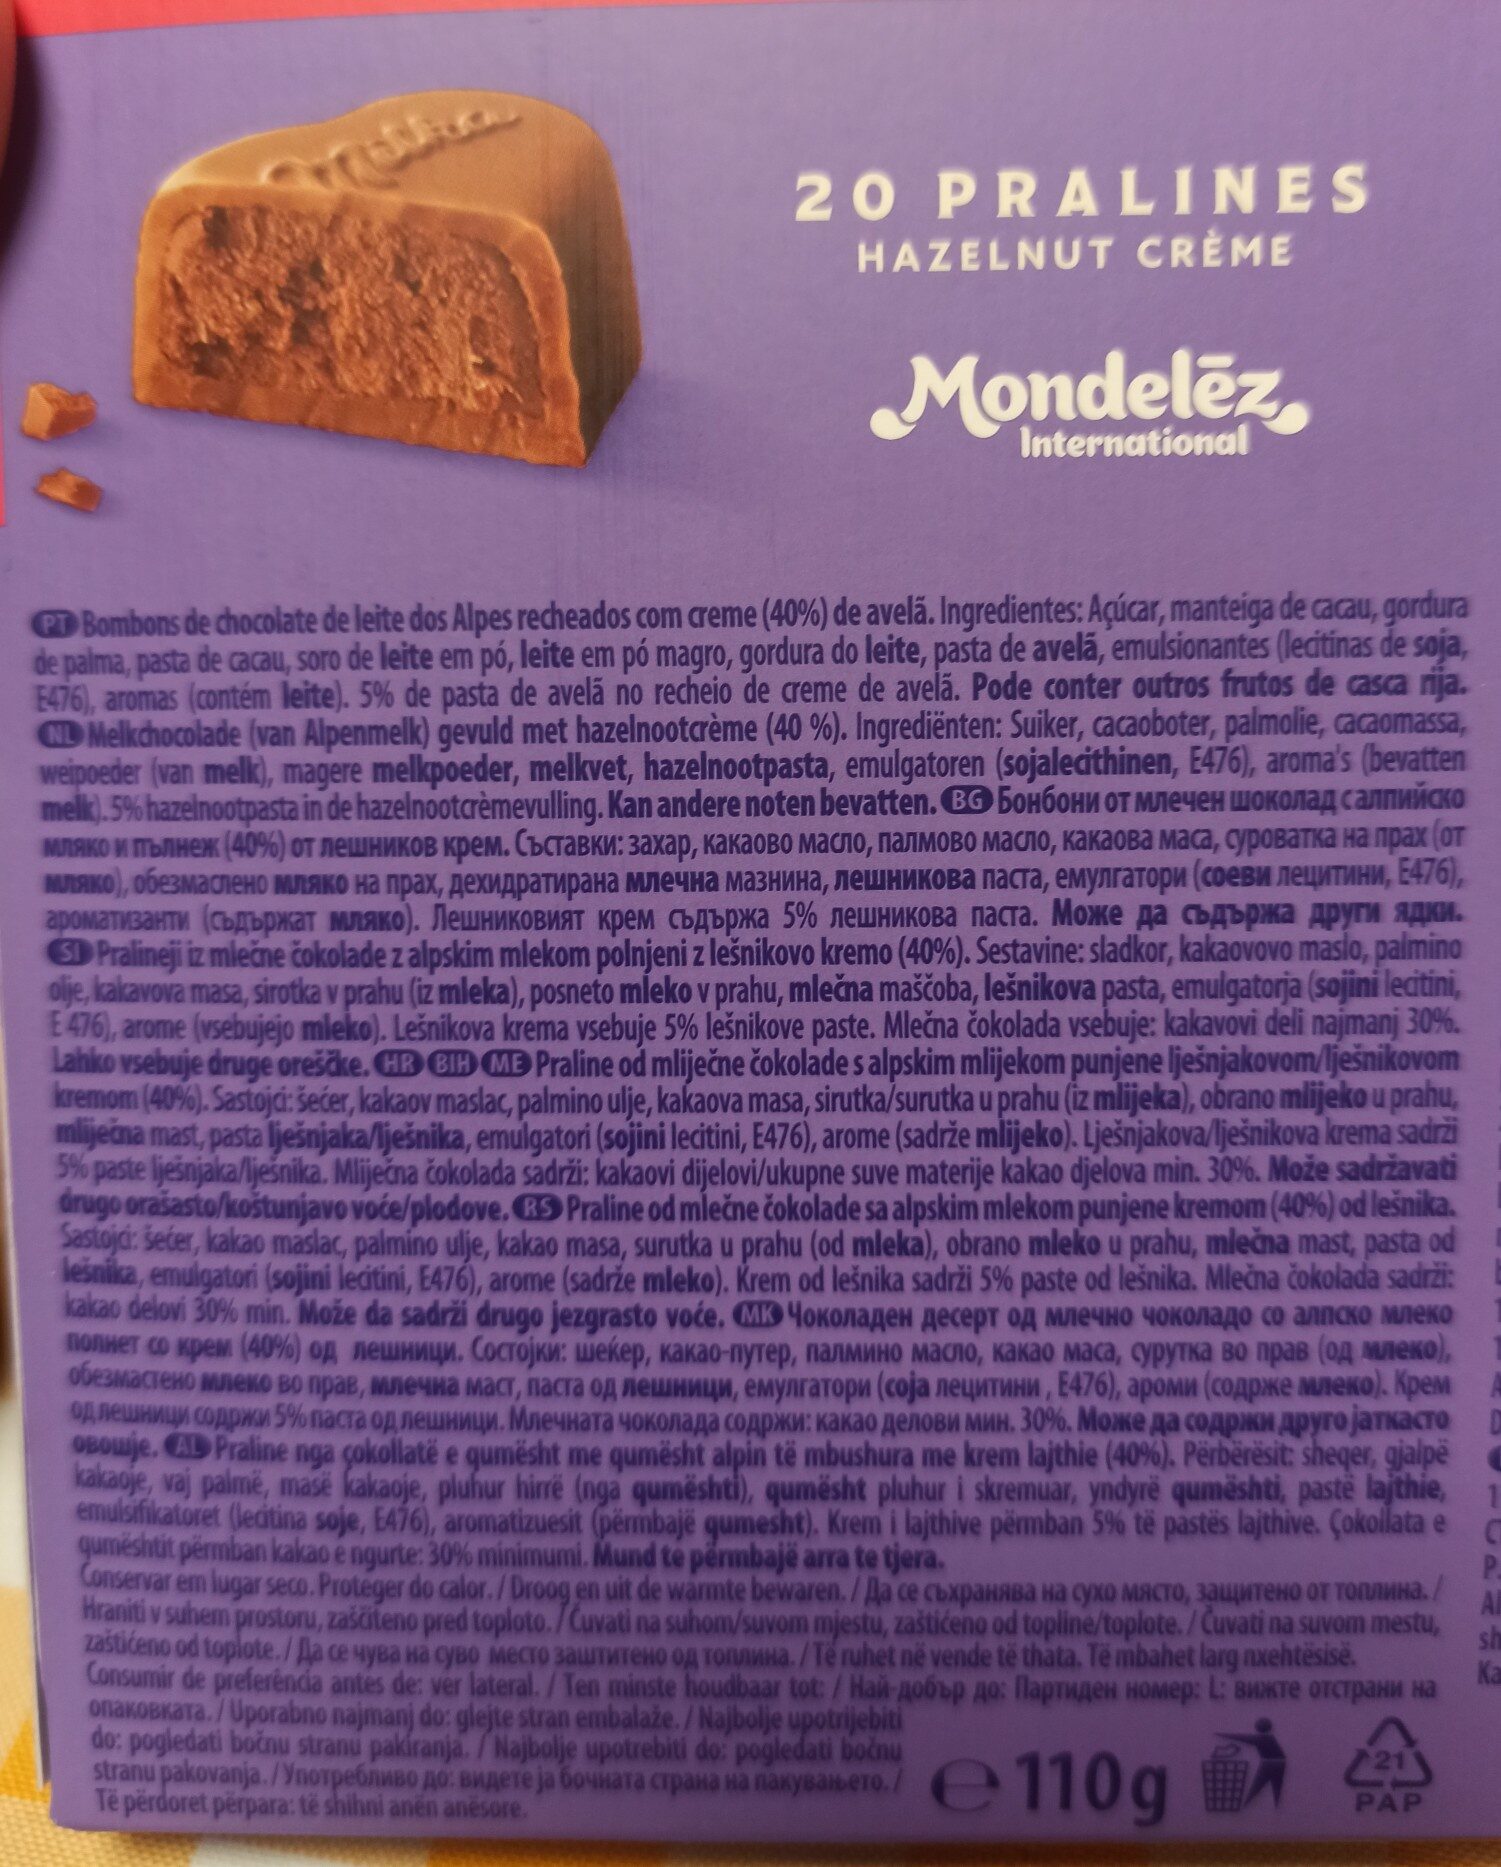 Milka
20 PRALINES
HAZELNUT CRÈME
Mondelēz
International
PT Bombons de chocolate de leite dos Alpes recheados com creme (40%) de avelã. Ingredientes: Açúcar, manteiga de cacau, gordura
de palma, pasta de cacau, soro de leite em pó, leite em pó magro, gordura do leite, pasta de avelã, emulsionantes (lecitinas de soja,
E476), aromas (contém leite). 5% de pasta de avelã no recheio de creme de avelã. Pode conter outros frutos de casca rija.
NL Melkchocolade (van Alpenmelk) gevuld met hazelnootcrème (40 %). Ingrediënten: Suiker, cacaoboter, palmolie, cacaomassa,
weipoeder (van melk), magere melkpoeder, melkvet, hazelnootpasta, emulgatoren (sojalecithinen, E476), aroma's (bevatten
melk). 5% hazelnootpasta in de hazelnootcrèmevulling. Kan andere noten bevatten. BG Бонбони от млечен шоколад с алпийско
мляко и пълнеж (40%) от лешников крем. Съставки: захар, какаово масло, палмово масло, какаова маса, суроватка на прах (от
мляко), обезмаслено мляко на прах, дехидратирана млечна мазнина, лешникова паста, емулгатори (соеви лецитини, E476),
ароматизанти (съдържат мляко). Лешниковият крем съдържа 5% лешникова паста. Може да съдържа други ядки.
SI Pralineji iz mlečne čokolade z alpskim mlekom polnjeni z lešnikovo kremo (40%). Sestavine: sladkor, kakaovovo maslo, palmino
olje, kakavova masa, sirotka v prahu (iz mleka), posneto mleko v prahu, mlečna maščoba, lešnikova pasta, emulgatorja (sojini lecitini,
E 476), arome (vsebujejo mleko). Lešnikova krema vsebuje 5% lešnikove paste. Mlečna čokolada vsebuje: kakavovi deli najmanj 30%.
Lahko vsebuje druge oreščke. HR BIH ME Praline od mliječne čokolade s alpskim mlijekom punjene lješnjakovom/lješnikovom
kremom (40%). Sastojci: šećer, kakaov maslac, palmino ulje, kakaova masa, sirutka/surutka u prahu (iz mlijeka), obrano mlijeko u prahu,
mliječna mast, pasta lješnjaka/lješnika, emulgatori (sojini lecitini, E476), arome (sadrže mlijeko). Lješnjakova/lješnikova krema sadrži
5% paste lješnjaka/lješnika. Mliječna čokolada sadrži: kakaovi dijelovi/ukupne suve materije kakao djelova min. 30%. Može sadržavati
drugo orašasto/koštunjavo voće/plodove. RS Praline od mlečne čokolade sa alpskim mlekom punjene kremom (40%) od lešnika.
Sastojci: šećer, kakao maslac, palmino ulje, kakao masa, surutka u prahu (od mleka), obrano mleko u prahu, mlečna mast, pasta od
lešnika, emulgatori (sojini lecitini, E476), arome (sadrže mleko). Krem od lešnika sadrži 5% paste od lešnika. Mlečna čokolada sadrži:
kakao delovi 30% min. Može da sadrži drugo jezgrasto voće. MK Чоколаден десерт од млечно чоколадо со алпско млеко
полнет со крем (40%) од лешници. Состојки: шеќер, какао-путер, палмино масло, какао маса, сурутка во прав (од млеко),
обезмастено млеко во прав, млечна маст, паста од лешници, емулгатори (соја лецитини , E476), ароми (содрже млеко). Крем
од лешници содржи 5% паста од лешници. Млечната чоколада содржи: какао делови мин. 30%. Може да содржи друго јаткасто
овошје. AL Praline nga çokollatë e qumësht me qumësht alpin të mbushura me krem lajthie (40%). Përbërësit: sheqer, gjalpë
kakaoje, vaj palmë, masë kakaoje, pluhur hirrë (nga qumështi), qumësht pluhur i skremuar, yndyrë qumështi, pastë lajthie,
emulsifikatoret (lecitina soje, E476), aromatizuesit (përmbajë qumesht). Krem i lajthive përmban 5% të pastës lajthive. Çokollata e
qumështit përmban kakao e ngurte: 30% minimumi. Mund te përmbajë arra te tjera.
Conservar em lugar seco. Proteger do calor. / Droog en uit de warmte bewaren. / Да се съхранява на сухо място, защитено от топлина. /
Hraniti v suhem prostoru, zaščiteno pred toploto. / Čuvati na suhom/suvom mjestu, zaštićeno od topline/toplote. / Čuvati na suvom mestu,
zaštićeno od toplote. / Да се чува на суво место заштитено од топлина. / Të ruhet në vende të thata. Të mbahet larg nxehtësisë.
Consumir de preferência antes de: ver lateral. / Ten minste houdbaar tot: / Най-добър до: Партиден номер: L: вижте отстрани на
опаковката. / Uporabno najmanj do: glejte stran embalaže. / Najbolje upotrijebiti
do: pogledati bočnu stranu pakiranja. / Najbolje upotrebiti do: pogledati bočnu
stranu pakovanja. / Употребливо до: видете ја бочната страна на пакувањето. /
Të përdoret përpara: të shihni anën anësore.
e 110g
21
PAP